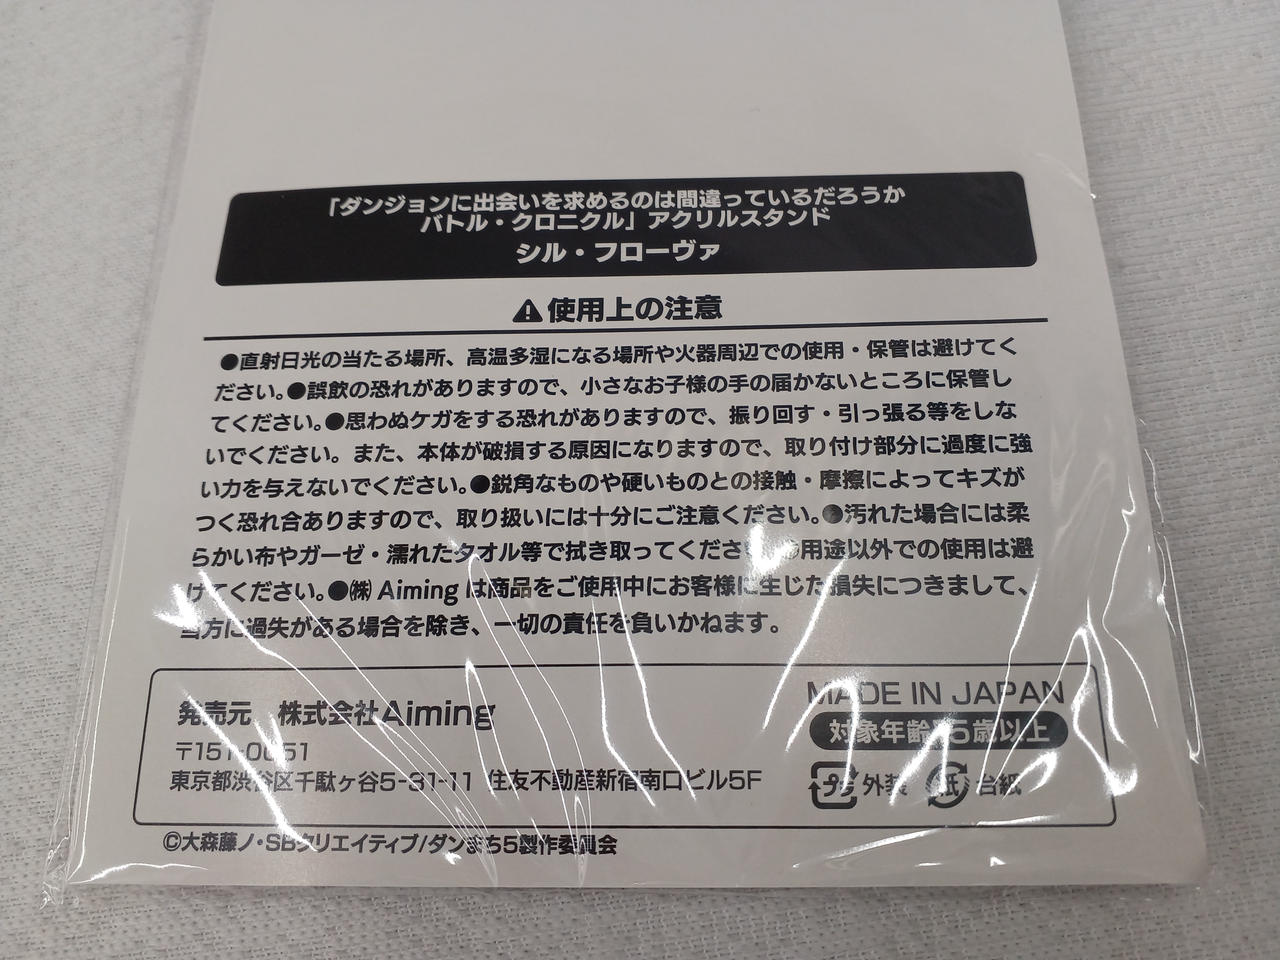 「ダンジョンに出会いを求めるのは間違っているだろうか
バトル・クロニクル」アクリルスタンド
シル・フローヴァ
使用上の注意
●直射日光の当たる場所、高温多湿になる場所や火器周辺での使用・保管は避けてく
ださい。●誤飲の恐れがありますので、小さなお子様の手の届かないところに保管し
てください。●思わぬケガをする恐れがありますので、振り回す・引っ張る等をしな
いでください。また、本体が破損する原因になりますので、取り付け部分に過度に強
い力を与えないでください。●鋭角なものや硬いものとの接触・摩擦によってキズが
つく恐れ合ありますので、取り扱いには十分にご注意ください。●汚れた場合には柔
らかい布やガーゼ・濡れたタオル等で拭き取ってくださ 用途以外での使用は避
けてください。●㈱ Aiming は商品をご使用中にお客様に生じた損失につきまして、
当方に過失がある場合を除き、一切の責任を負いかねます。
発売元 株式会社Aiming
〒151-0051
東京都渋谷区千駄ヶ谷5-31-11 住友不動産新宿南口ビル5F
MADE IN JAPAN
対象年齢 15歳以上
プラ 外装 紙 台紙
©大森藤ノ・SBクリエイティブ/ダンまち5製作委員会